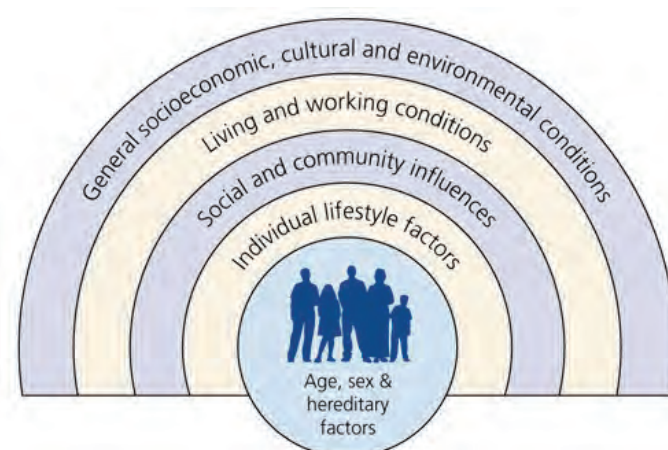 General socioeconomic, cultural and environmental conditions
Living and working conditions
Social and community influences
Individual lifestyle factors
Age, sex &
hereditary
factors